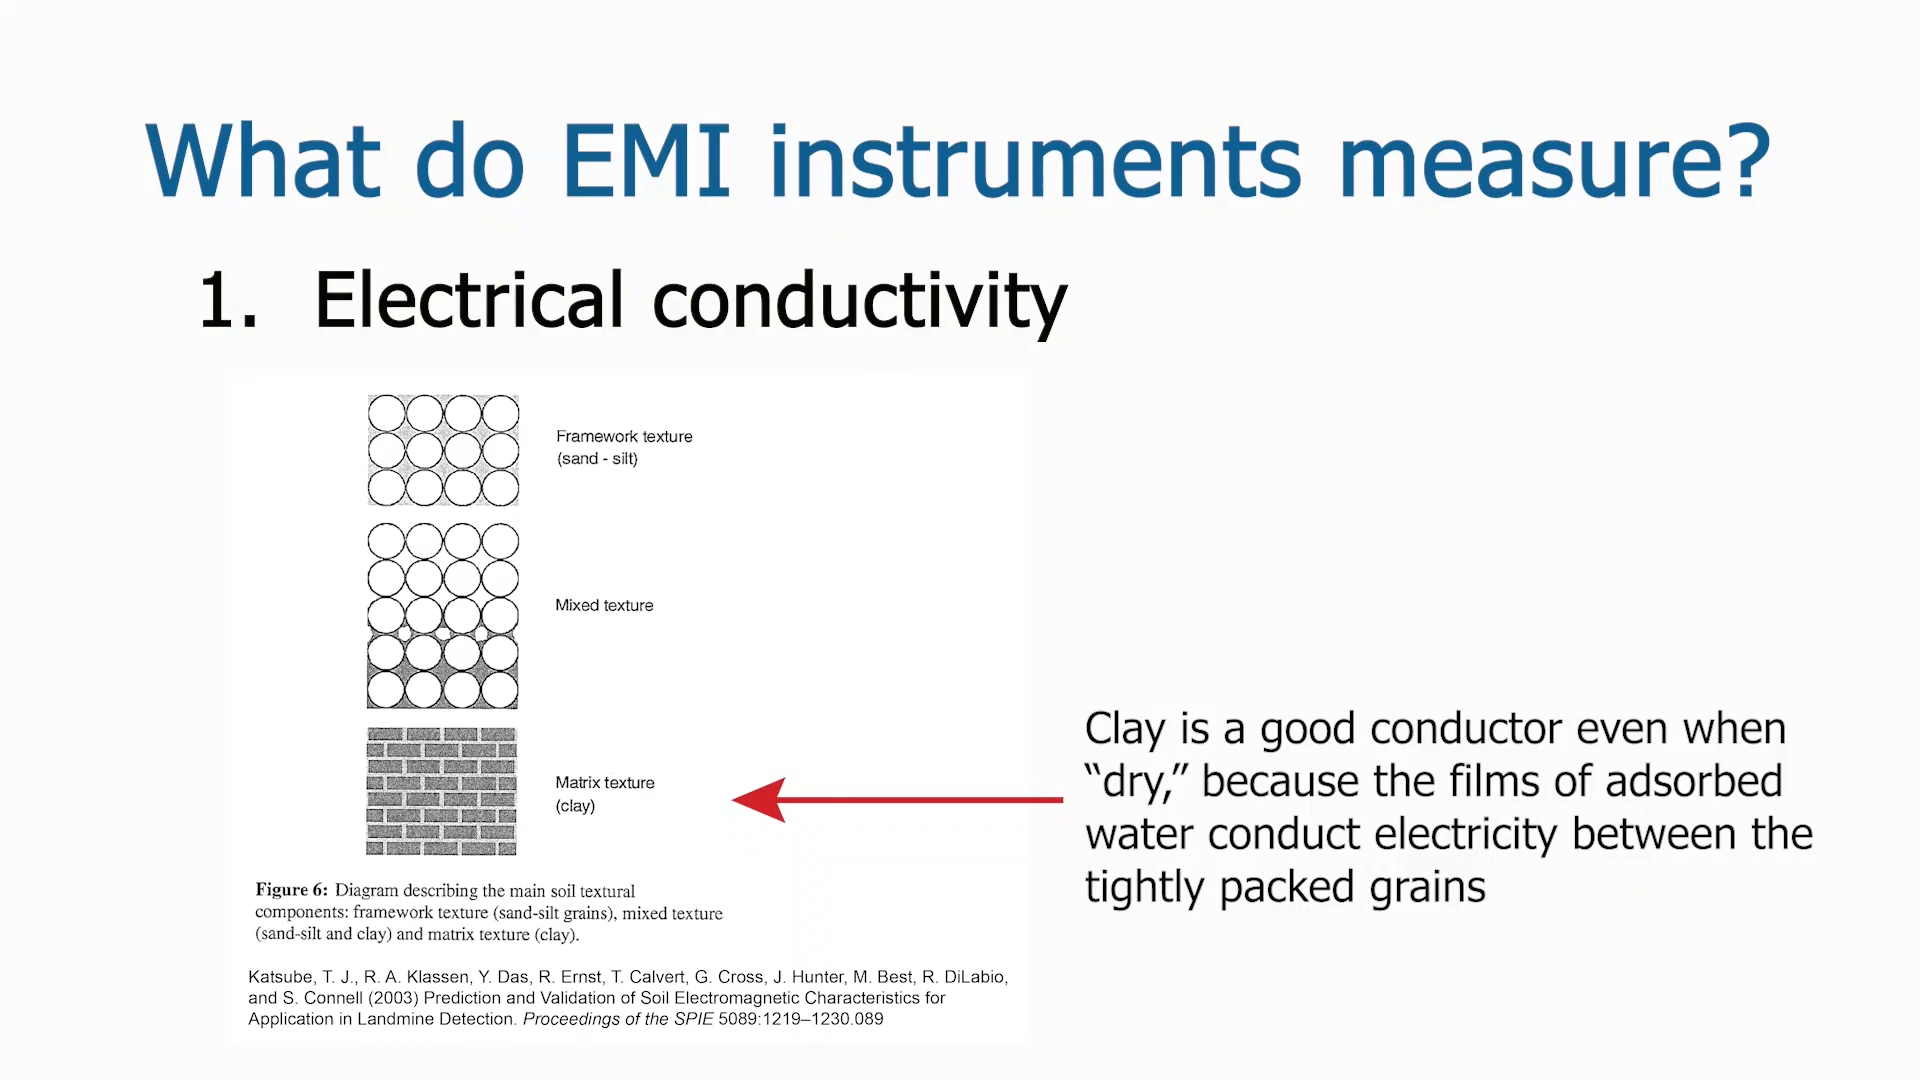 What do EMI instruments measure?
1. Electrical conductivity
Framework texture
(sand - silt)
Mixed texture
Matrix texture
(clay)
Clay is a good conductor even when
“dry,” because the films of adsorbed
water conduct electricity between the
tightly packed grains
Figure 6: Diagram describing the main soil textural
components: framework texture (sand-silt grains), mixed texture
(sand-silt and clay) and matrix texture (clay).
Katsube, T. J., R. A. Klassen, Y. Das, R. Ernst, T. Calvert, G. Cross, J. Hunter, M. Best, R. DiLabio,
and S. Connell (2003) Prediction and Validation of Soil Electromagnetic Characteristics for
Application in Landmine Detection. Proceedings of the SPIE 5089:1219–1230.089